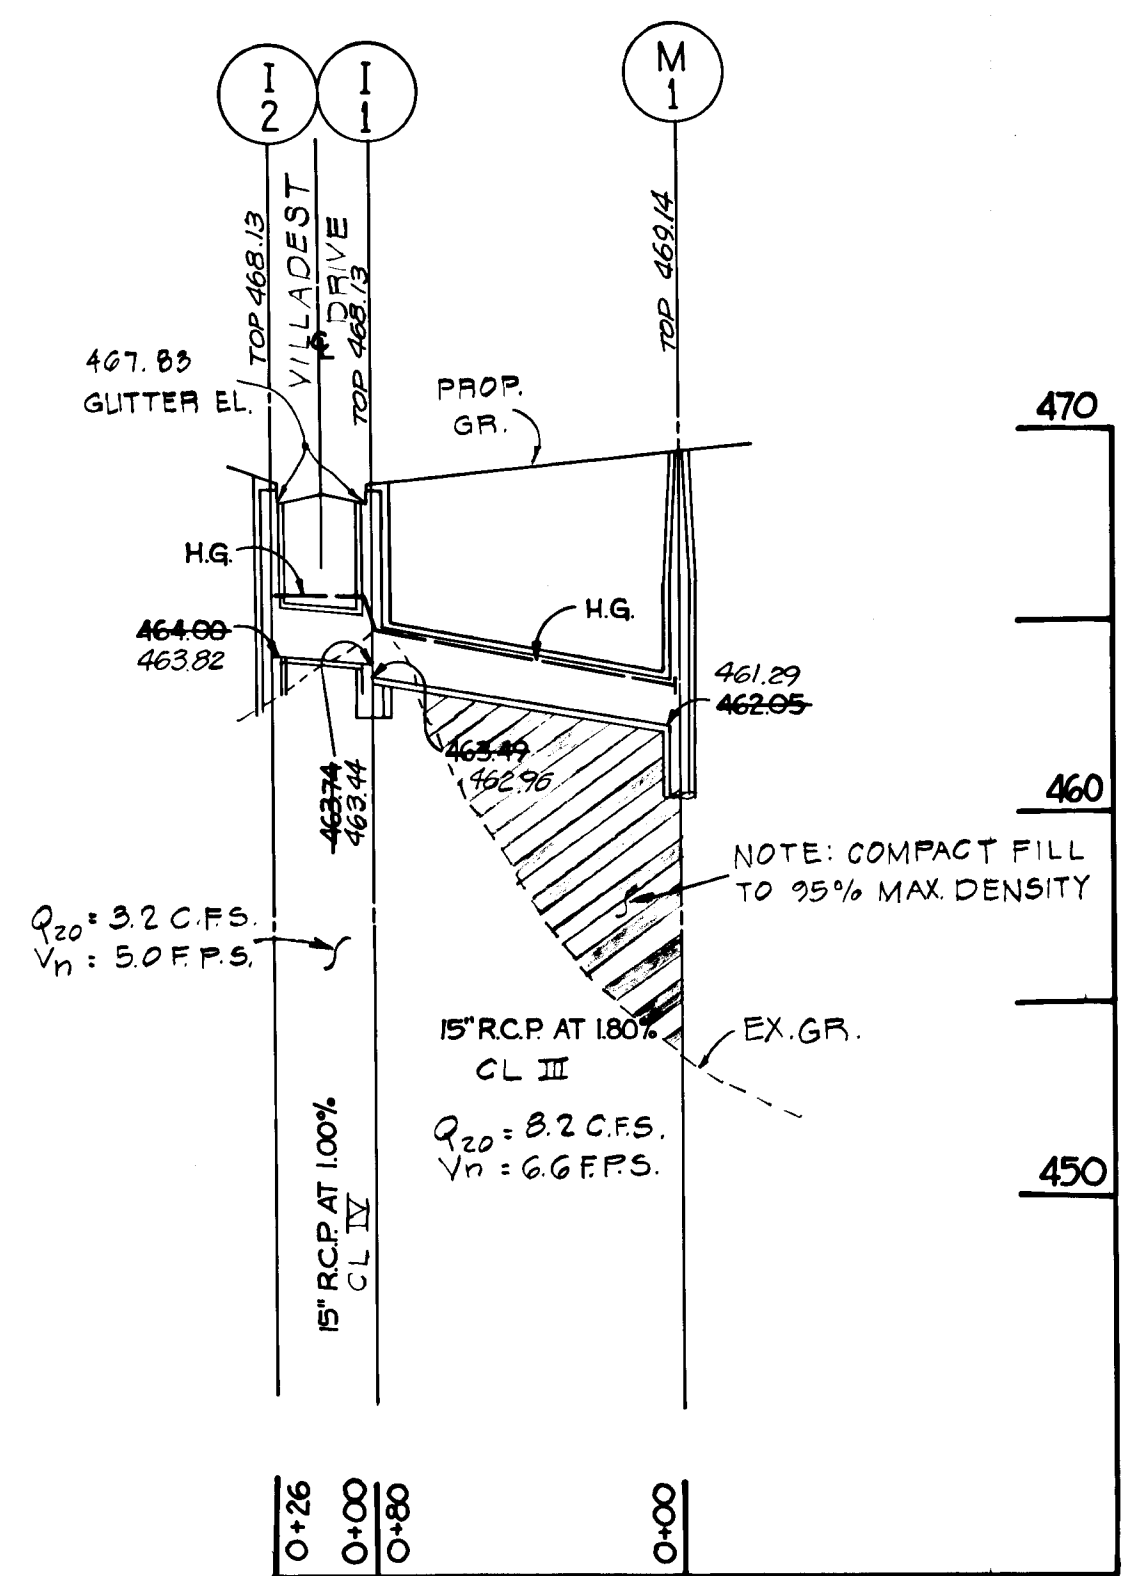 I
2
I
1
M
1
TOP 468.13
VILLADEST
DRIVE
TOP 468.13
TOP 469.14
467.83
GUTTER EL.
PROP.
GR.
470
H.G.
H.G.
464.00
463.82
461.29
462.05
463.49
462.96
463.74
463.44
460
NOTE: COMPACT FILL
TO 95% MAX. DENSITY
Q20 = 3.2 C.F.S.
Vn = 5.0 F.P.S.
15" R.C.P. AT 1.80%
CL III
EX. GR.
Q20 = 8.2 C.F.S.
Vn = 6.6 F.P.S.
450
15" R.C.P. AT 1.00%
CL IV
0+26
0+00
0+80
0+00